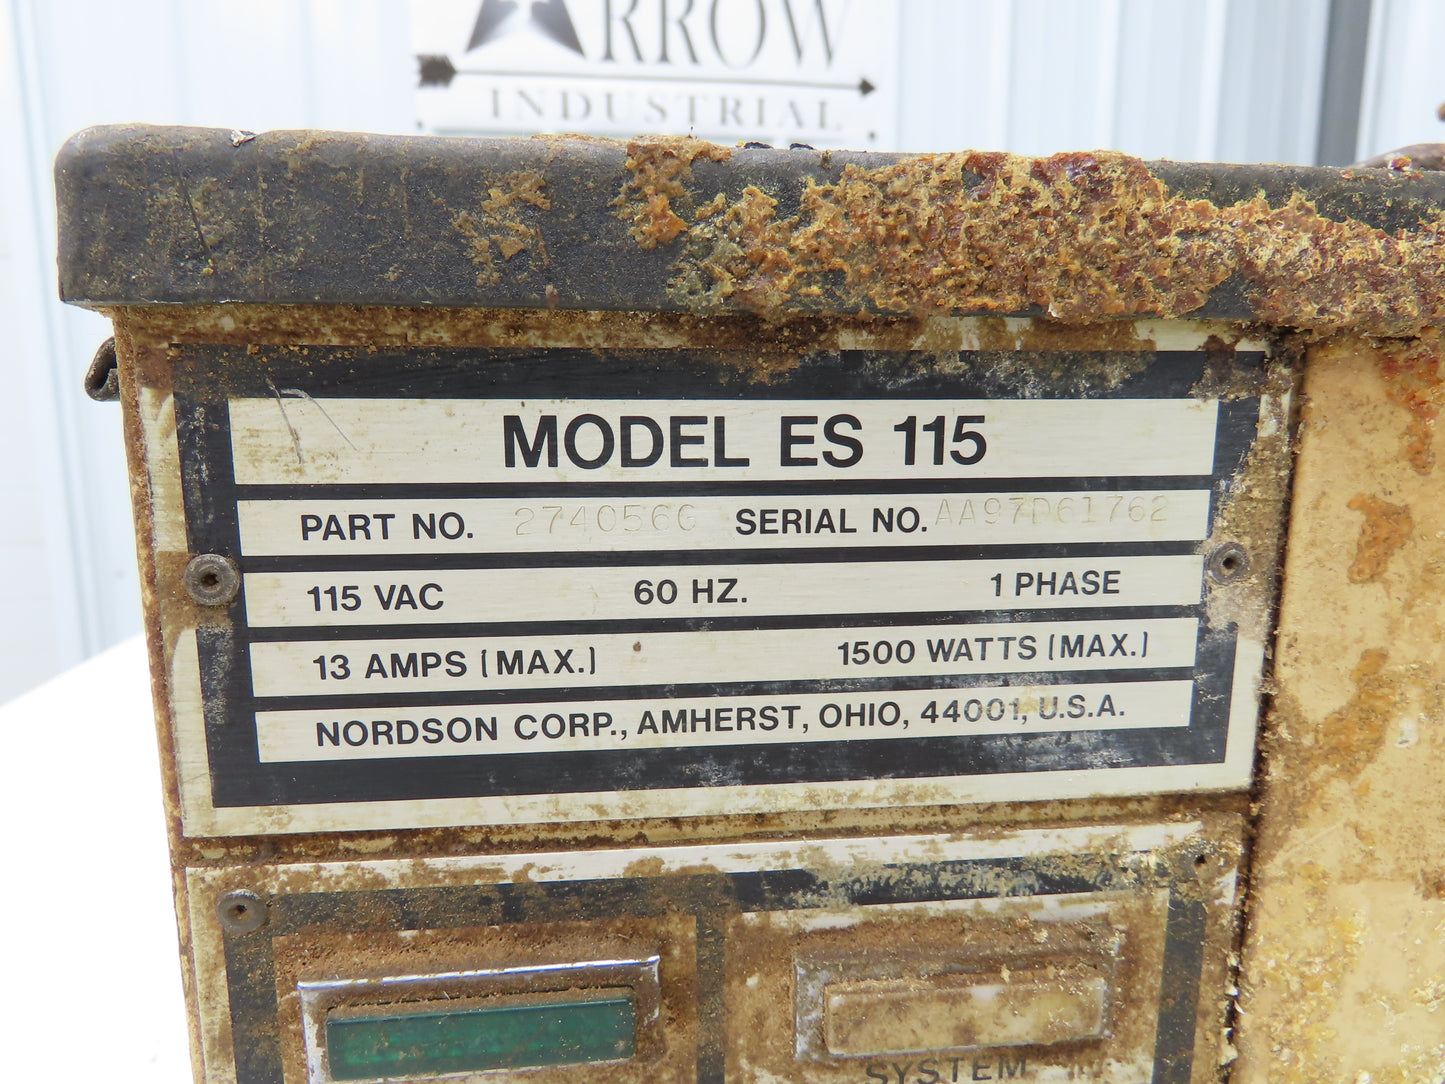 ARROW
INDUSTRIAL
MODEL ES 115
PART NO. 274056G SERIAL NO. AA97D61762
115 VAC 60 HZ. 1 PHASE
13 AMPS (MAX.) 1500 WATTS (MAX.)
NORDSON CORP., AMHERST, OHIO, 44001, U.S.A.
SYSTEM